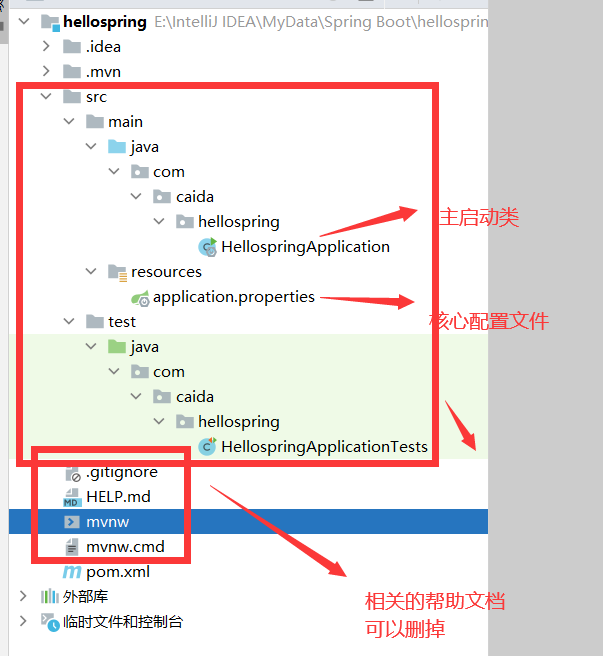 hellospring E:\IntelliJ IDEA\MyData\Spring Boot\hellospring
.idea
.mvn
src
main
java
com
caida
hellospring
HellospringApplication
主启动类
resources
application.properties
核心配置文件
test
java
com
caida
hellospring
HellospringApplicationTests
.gitignore
HELP.md
mvnw
mvnw.cmd
pom.xml
外部库
临时文件和控制台
相关的帮助文档
可以删掉